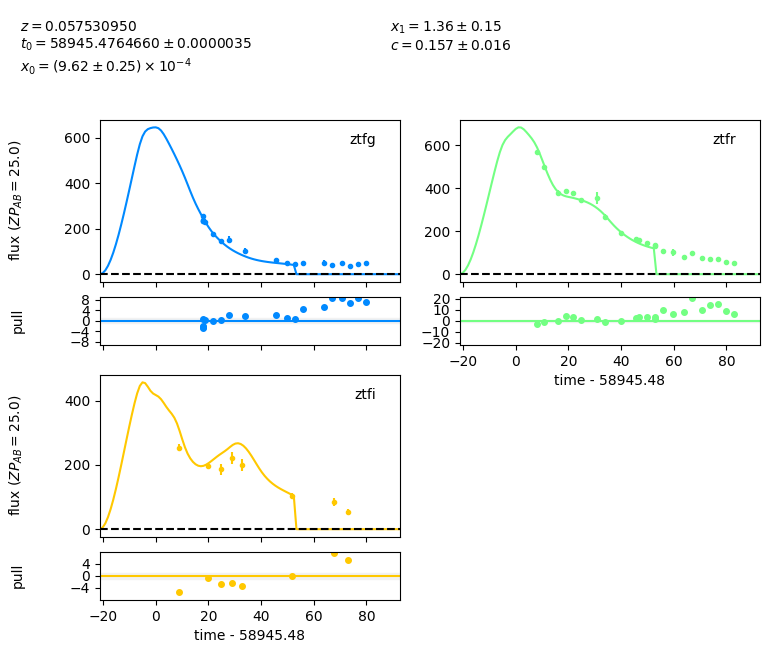 z = 0.057530950
t₀ = 58945.4764660 ± 0.0000035
x₀ = (9.62 ± 0.25) × 10⁻⁴
x₁ = 1.36 ± 0.15
c = 0.157 ± 0.016
flux (ZP_AB = 25.0)
600
400
200
0
ztfg
8
4
0
−4
−8
pull
600
400
200
0
ztfr
20
10
0
−10
−20
−20 0 20 40 60 80
time - 58945.48
flux (ZP_AB = 25.0)
400
200
0
ztfi
4
0
−4
pull
−20 0 20 40 60 80
time - 58945.48